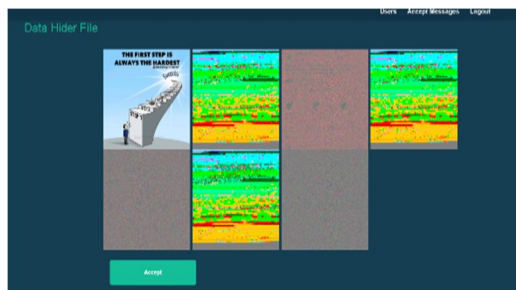 Users Accept Messages Logout
Data Hider File
THE FIRST STEP IS
ALWAYS THE HARDEST
Accept